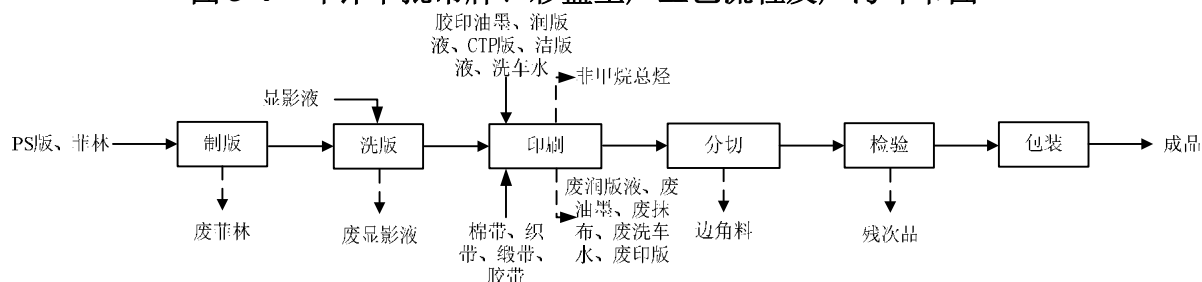 胶印油墨、润版
液、CTP版、洁版
液、洗车水
非甲烷总烃
显影液
PS版、菲林
制版
洗版
印刷
分切
检验
包装
成品
废菲林
废显影液
棉带、织
带、缎带、
胶带
废润版液、废
油墨、废抹
布、废洗车
水、废印版
边角料
残次品